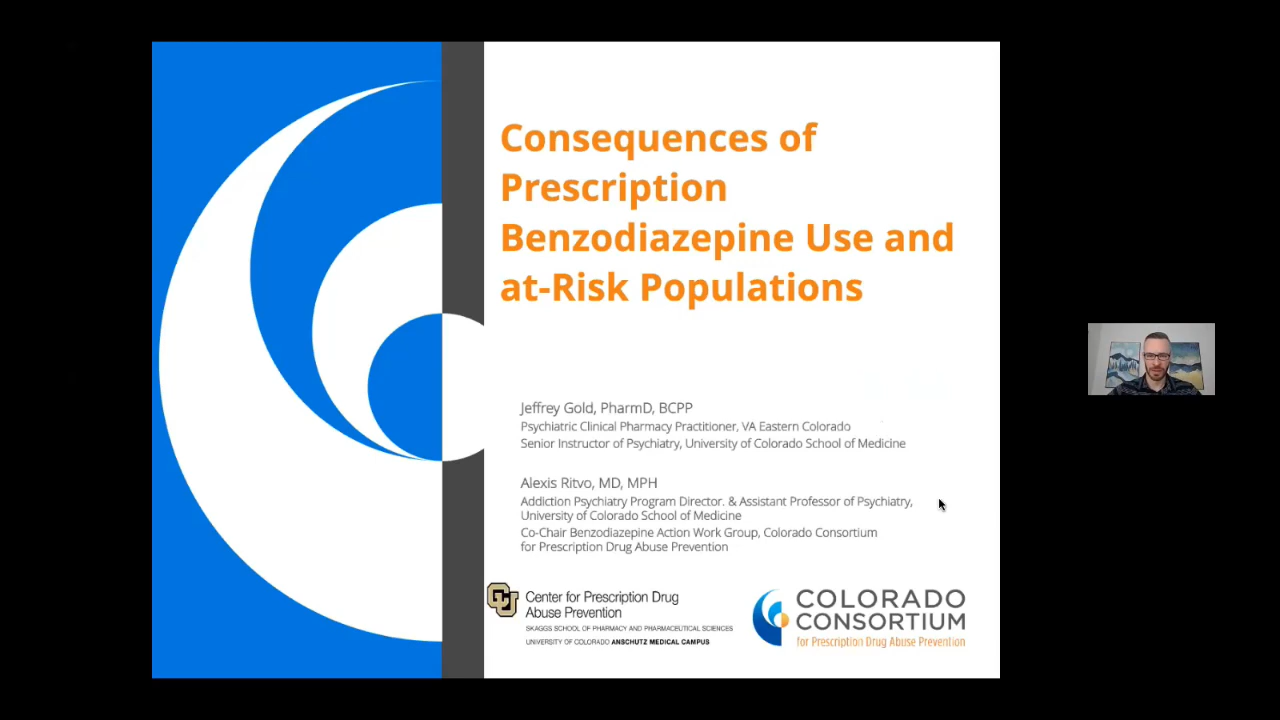 Consequences of
Prescription
Benzodiazepine Use and
at-Risk Populations
Jeffrey Gold, PharmD, BCPP
Psychiatric Clinical Pharmacy Practitioner, VA Eastern Colorado
Senior Instructor of Psychiatry, University of Colorado School of Medicine
Alexis Ritvo, MD, MPH
Addiction Psychiatry Program Director. & Assistant Professor of Psychiatry,
University of Colorado School of Medicine
Co-Chair Benzodiazepine Action Work Group, Colorado Consortium
for Prescription Drug Abuse Prevention
CU
Center for Prescription Drug
Abuse Prevention
SKAGGS SCHOOL OF PHARMACY AND PHARMACEUTICAL SCIENCES
UNIVERSITY OF COLORADO ANSCHUTZ MEDICAL CAMPUS
COLORADO
CONSORTIUM
for Prescription Drug Abuse Prevention